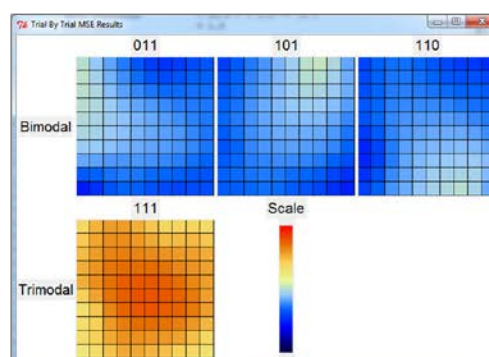 Trial By Trial MSE Results
011 101 110
Bimodal
111 Scale
Trimodal